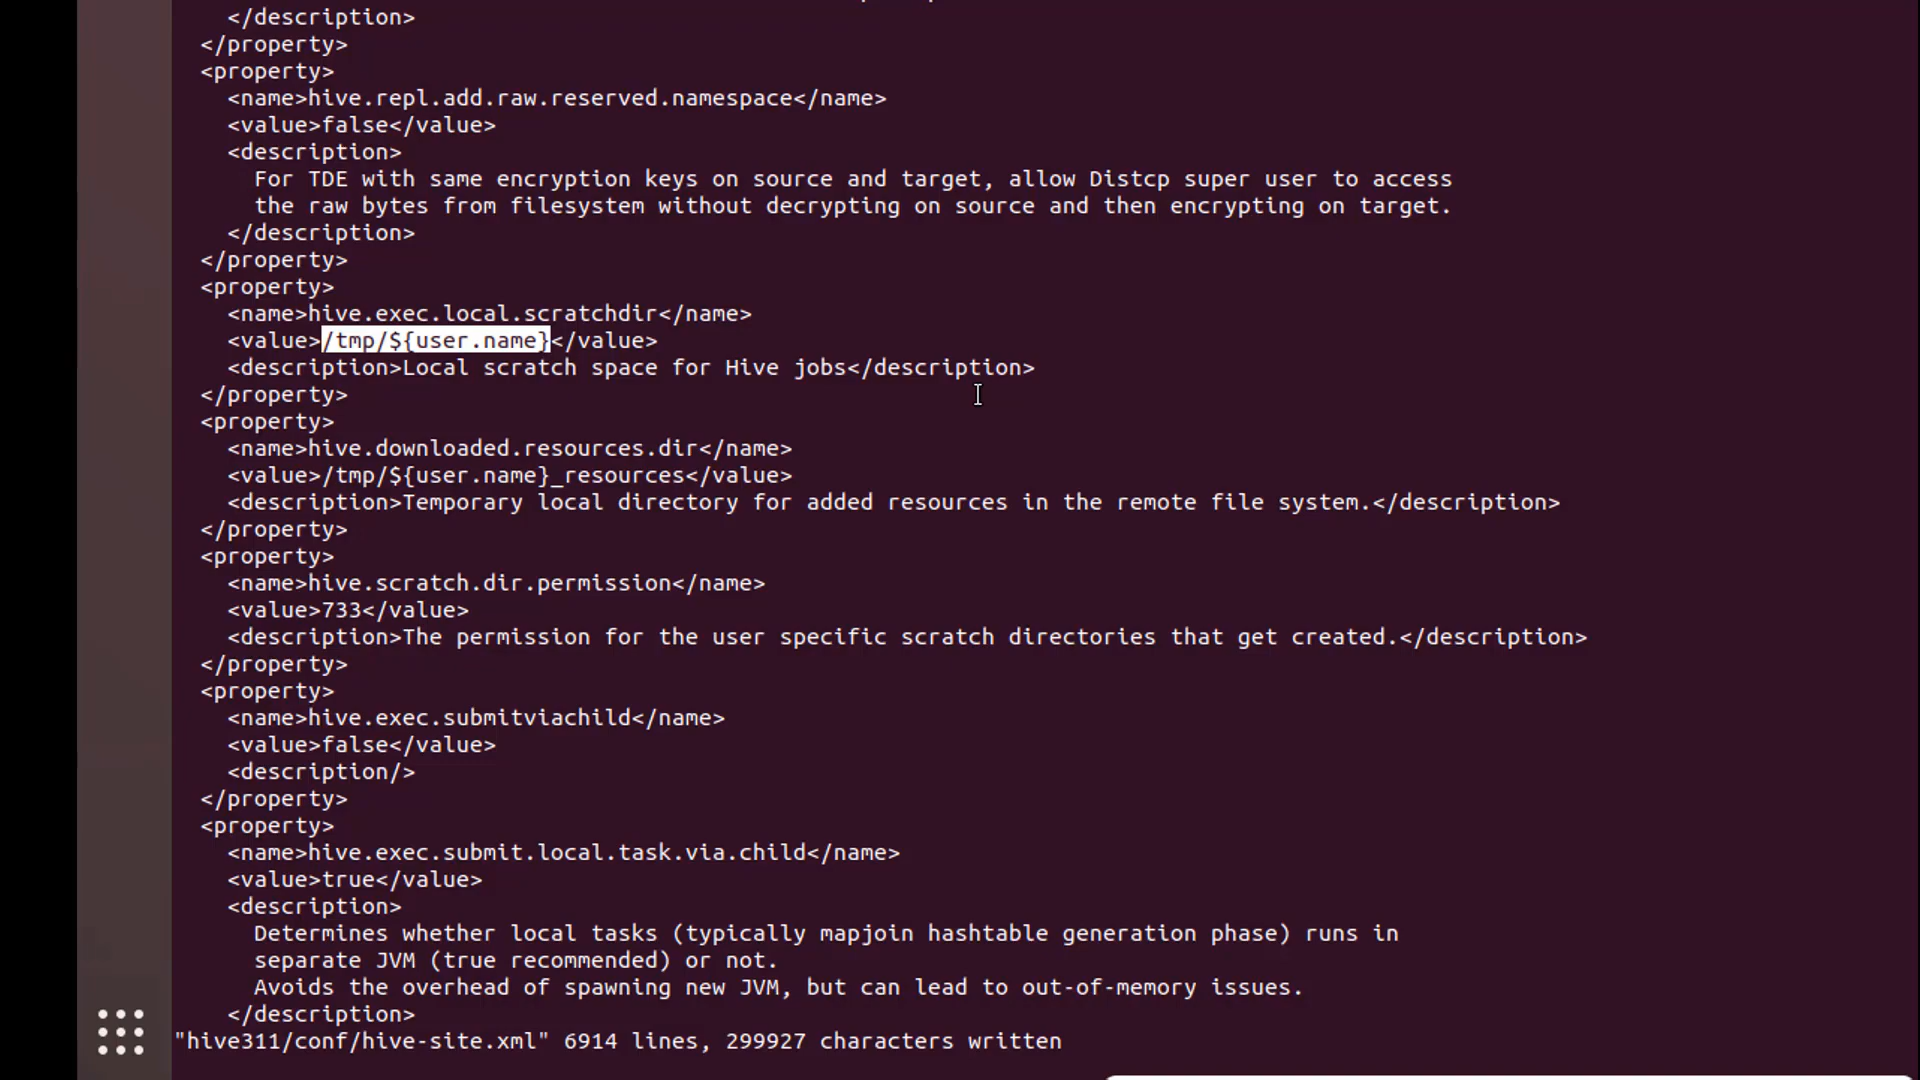 </description>
</property>
<property>
<name>hive.repl.add.raw.reserved.namespace</name>
<value>false</value>
<description>
For TDE with same encryption keys on source and target, allow Distcp super user to access
the raw bytes from filesystem without decrypting on source and then encrypting on target.
</description>
</property>
<property>
<name>hive.exec.local.scratchdir</name>
<value>/tmp/${user.name}</value>
<description>Local scratch space for Hive jobs</description>
</property>
<property>
<name>hive.downloaded.resources.dir</name>
<value>/tmp/${user.name}_resources</value>
<description>Temporary local directory for added resources in the remote file system.</description>
</property>
<property>
<name>hive.scratch.dir.permission</name>
<value>733</value>
<description>The permission for the user specific scratch directories that get created.</description>
</property>
<property>
<name>hive.exec.submitviachild</name>
<value>false</value>
<description/>
</property>
<property>
<name>hive.exec.submit.local.task.via.child</name>
<value>true</value>
<description>
Determines whether local tasks (typically mapjoin hashtable generation phase) runs in
separate JVM (true recommended) or not.
Avoids the overhead of spawning new JVM, but can lead to out-of-memory issues.
</description>
"hive311/conf/hive-site.xml" 6914 lines, 299927 characters written